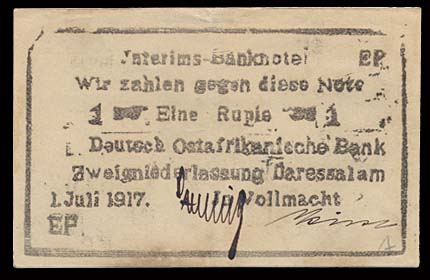 Interims-Banknote! EP
Wir zahlen gegen diese Note
1 Eine Rupie 1
Deutsch Ostafrikanische Bank
Zweigniederlassung Daressalam
1. Juli 1917. In Vollmacht
EP